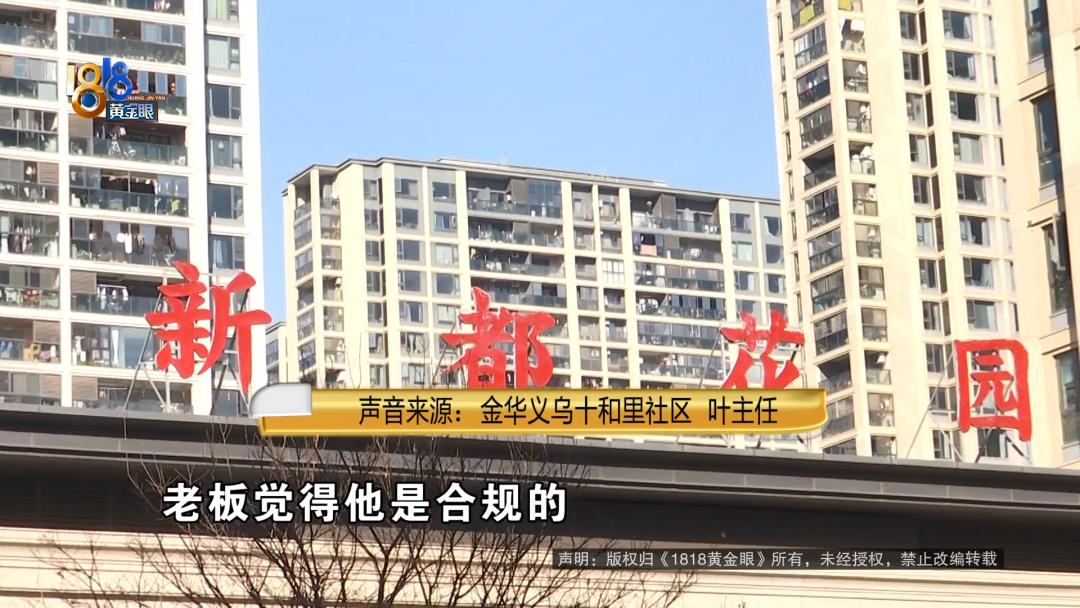 1818
HUANG JIN YAN
黄金眼
新都花园
声音来源：金华义乌十和里社区 叶主任
老板觉得他是合规的
声明：版权归《1818黄金眼》所有，未经授权，禁止改编转载